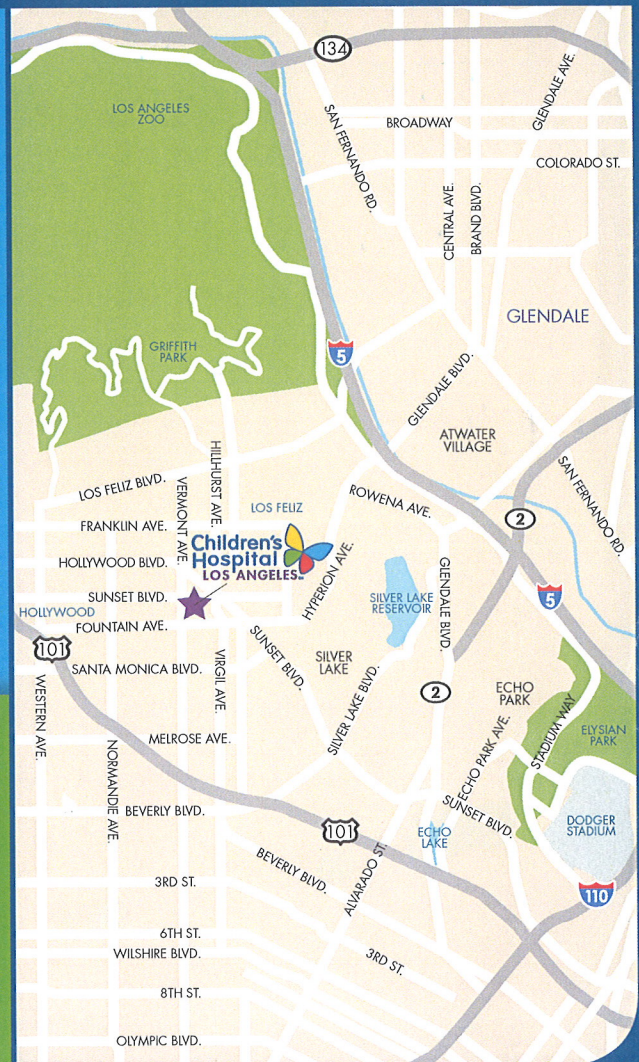 134
LOS ANGELES
ZOO
SAN FERNANDO RD.
BROADWAY
GLENDALE AVE.
COLORADO ST.
CENTRAL AVE.
BRAND BLVD.
GLENDALE
GRIFFITH
PARK
5
GLENDALE BLVD.
ATWATER
VILLAGE
LOS FELIZ BLVD.
HILLHURST AVE.
VERMONT AVE.
LOS FELIZ
ROWENA AVE.
SAN FERNANDO RD.
2
FRANKLIN AVE.
Children's
Hospital
LOS ANGELES
HOLLYWOOD BLVD.
HYPERION AVE.
SILVER LAKE
RESERVOIR
GLENDALE BLVD.
5
SUNSET BLVD.
HOLLYWOOD
FOUNTAIN AVE.
101
SANTA MONICA BLVD.
VIRGIL AVE.
SUNSET BLVD.
SILVER
LAKE
SILVER LAKE BLVD.
2
ECHO
PARK
ECHO PARK AVE.
STADIUM WAY
ELYSIAN
PARK
WESTERN AVE.
NORMANDIE AVE.
MELROSE AVE.
BEVERLY BLVD.
101
ECHO
LAKE
SUNSET BLVD.
DODGER
STADIUM
BEVERLY BLVD.
ALVARADO ST.
110
3RD ST.
6TH ST.
WILSHIRE BLVD.
3RD ST.
8TH ST.
OLYMPIC BLVD.